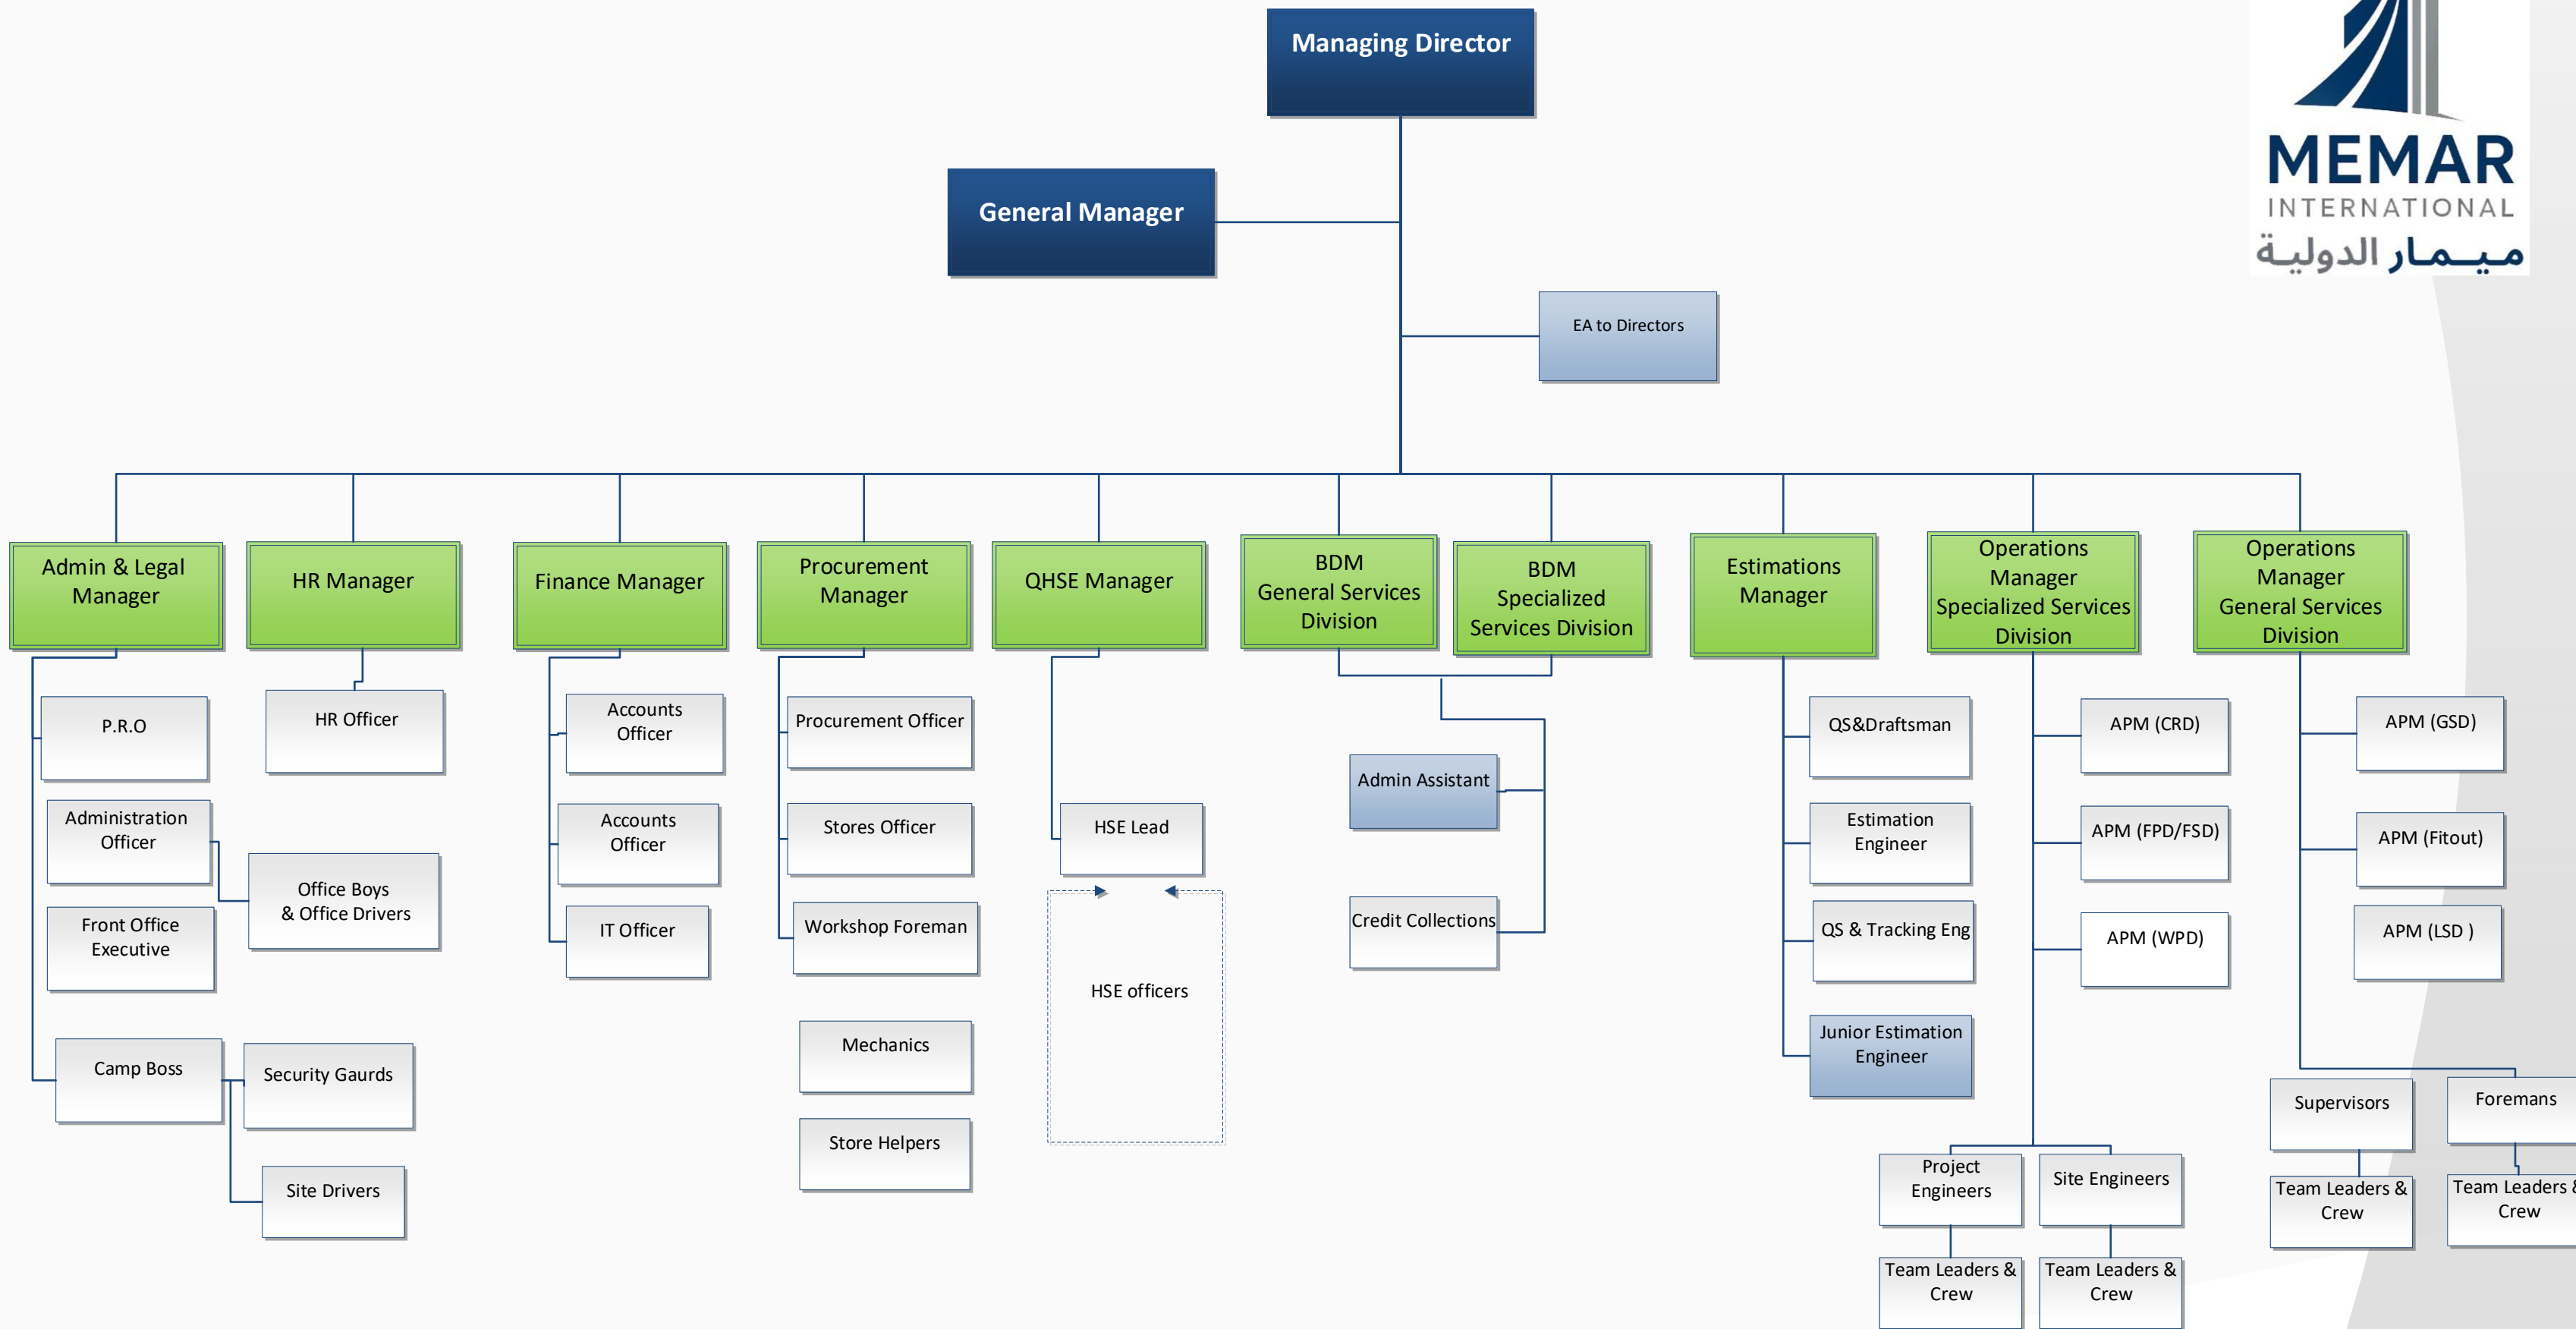 Managing Director
MEMAR
INTERNATIONAL
ميمار الدولية
General Manager
EA to Directors
Admin & Legal
Manager
HR Manager
Finance Manager
Procurement
Manager
QHSE Manager
BDM
General Services
Division
BDM
Specialized
Services Division
Estimations
Manager
Operations
Manager
Specialized Services
Division
Operations
Manager
General Services
Division
P.R.O
HR Officer
Accounts
Officer
Procurement Officer
QS&Draftsman
APM (CRD)
APM (GSD)
Admin Assistant
Administration
Officer
Accounts
Officer
Stores Officer
HSE Lead
Estimation
Engineer
APM (FPD/FSD)
APM (Fitout)
Office Boys
& Office Drivers
Front Office
Executive
IT Officer
Workshop Foreman
Credit Collections
QS & Tracking Eng
APM (WPD)
APM (LSD )
HSE officers
Camp Boss
Security Gaurds
Mechanics
Junior Estimation
Engineer
Supervisors
Foremans
Store Helpers
Site Drivers
Project
Engineers
Site Engineers
Team Leaders &
Crew
Team Leaders &
Crew
Team Leaders &
Crew
Team Leaders &
Crew